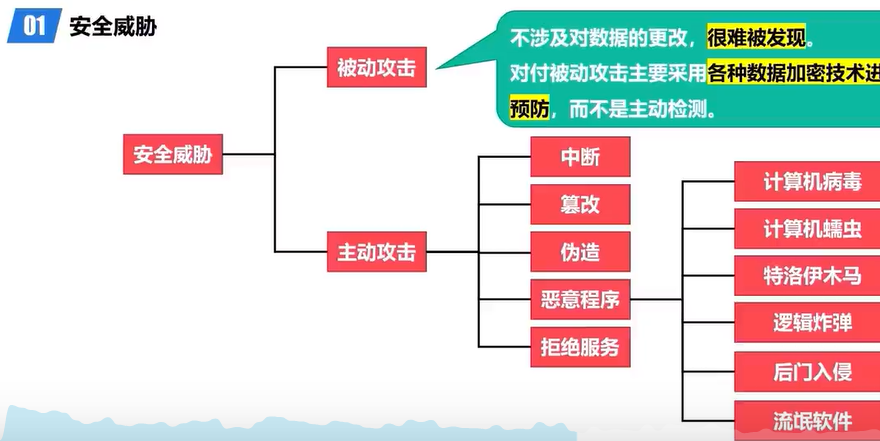 01 安全威胁
被动攻击
不涉及对数据的更改，很难被发现。
对付被动攻击主要采用各种数据加密技术进
预防，而不是主动检测。
安全威胁
主动攻击
中断
篡改
伪造
恶意程序
拒绝服务
计算机病毒
计算机蠕虫
特洛伊木马
逻辑炸弹
后门入侵
流氓软件